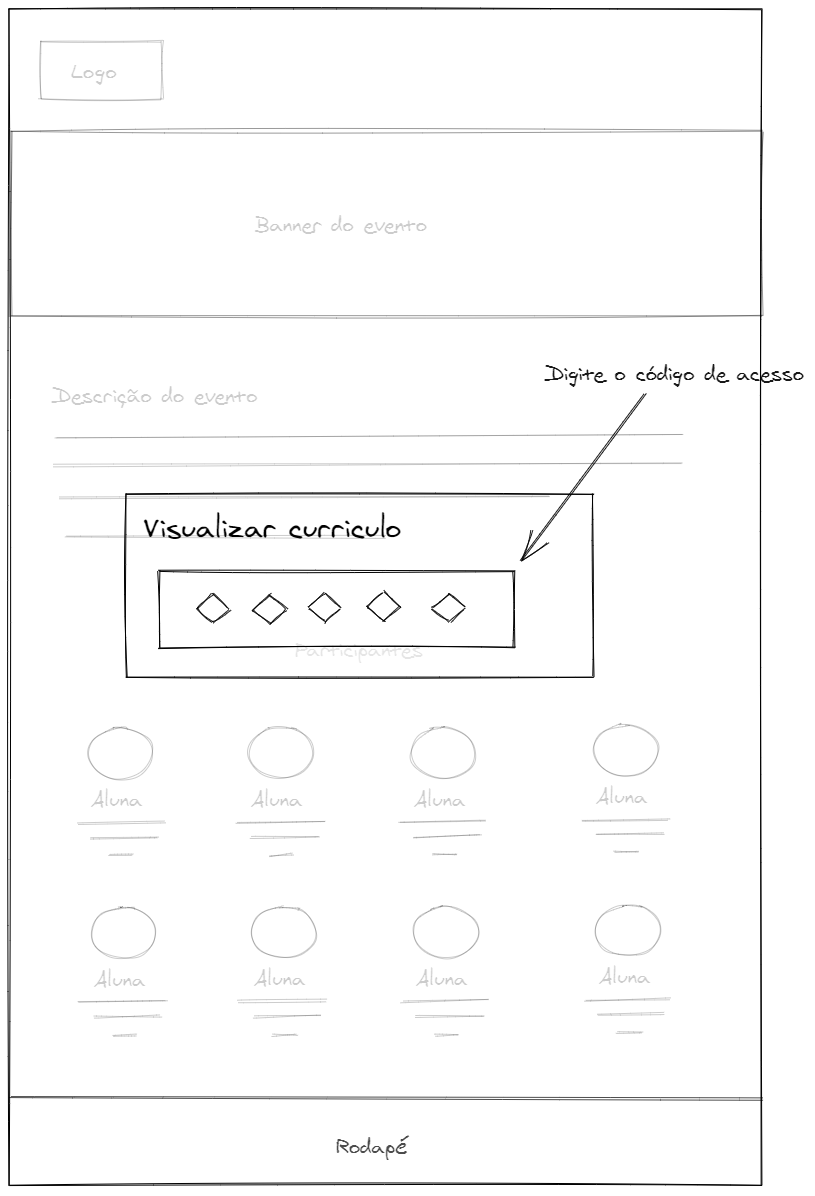 Logo
Banner do evento
Digite o código de acesso
Descrição do evento
Visualizar curriculo
Participantes
Aluna Aluna Aluna Aluna
Aluna Aluna Aluna Aluna
Rodapé